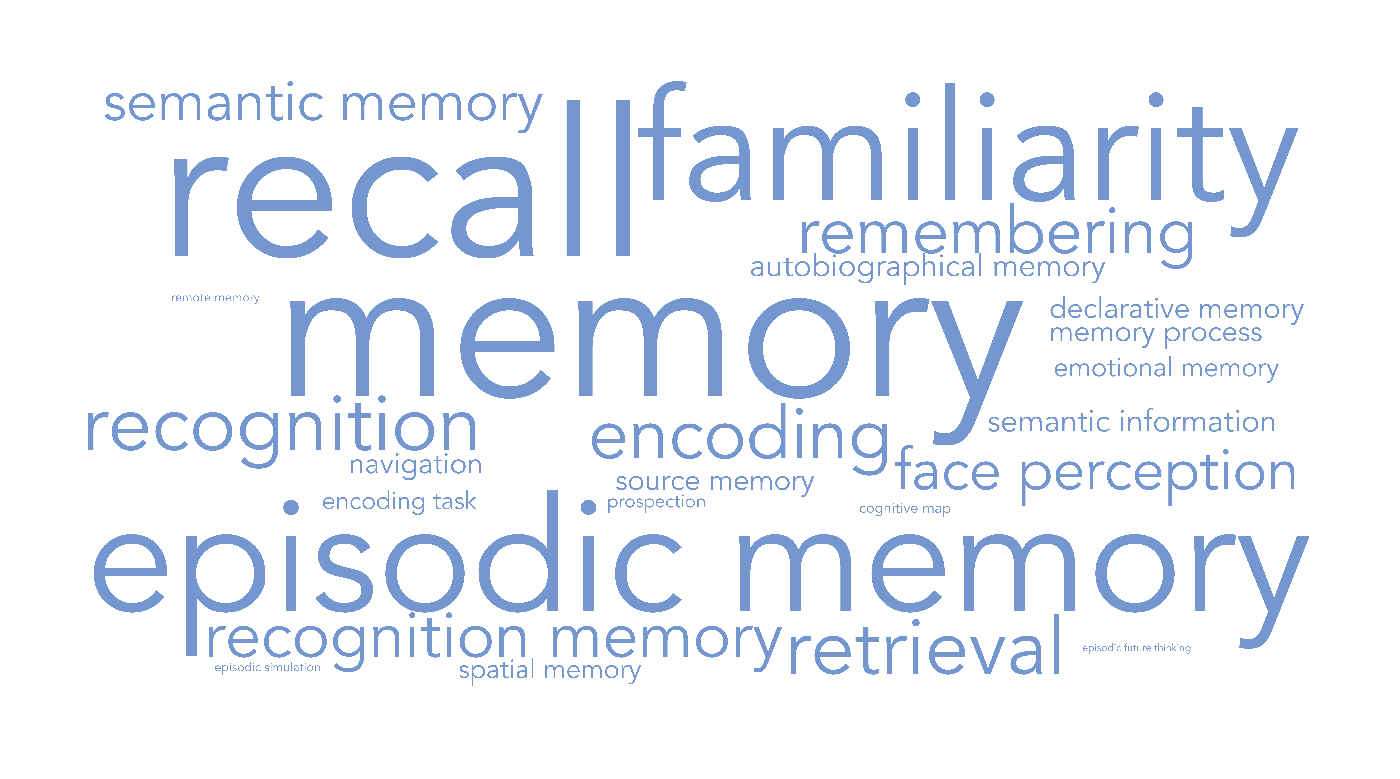 semantic memory
familiarity
recall
remembering
autobiographical memory
remote memory
memory
declarative memory
memory process
emotional memory
recognition
encoding
semantic information
navigation
face perception
source memory
encoding task
prospection
cognitive map
episodic memory
recognition memory
retrieval
episodic future thinking
episodic simulation
spatial memory